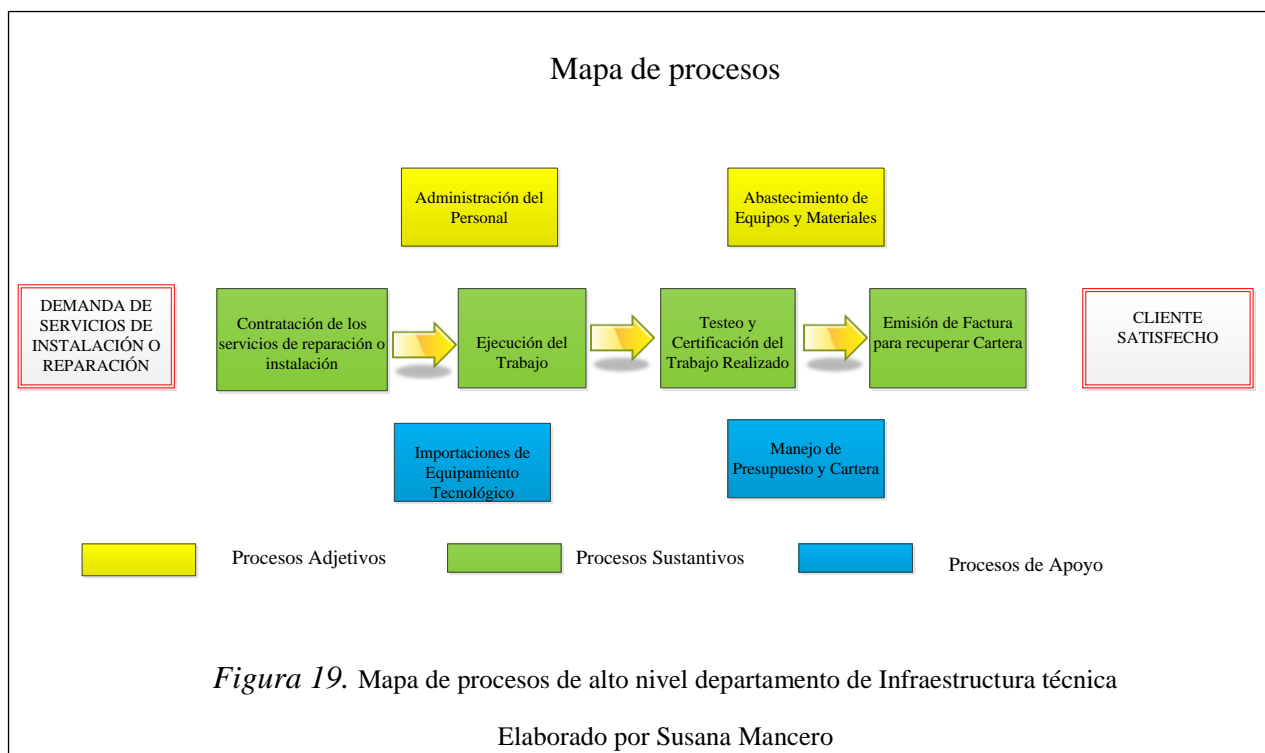 Mapa de procesos
Administración del
Personal
Abastecimiento de
Equipos y Materiales
DEMANDA DE
SERVICIOS DE
INSTALACIÓN O
REPARACIÓN
Contratación de los
servicios de reparación o
instalación
Ejecución del
Trabajo
Testeo y
Certificación del
Trabajo Realizado
Emisión de Factura
para recuperar Cartera
CLIENTE
SATISFECHO
Importaciones de
Equipamiento
Tecnológico
Manejo de
Presupuesto y Cartera
Procesos Adjetivos
Procesos Sustantivos
Procesos de Apoyo
Figura 19. Mapa de procesos de alto nivel departamento de Infraestructura técnica
Elaborado por Susana Mancero